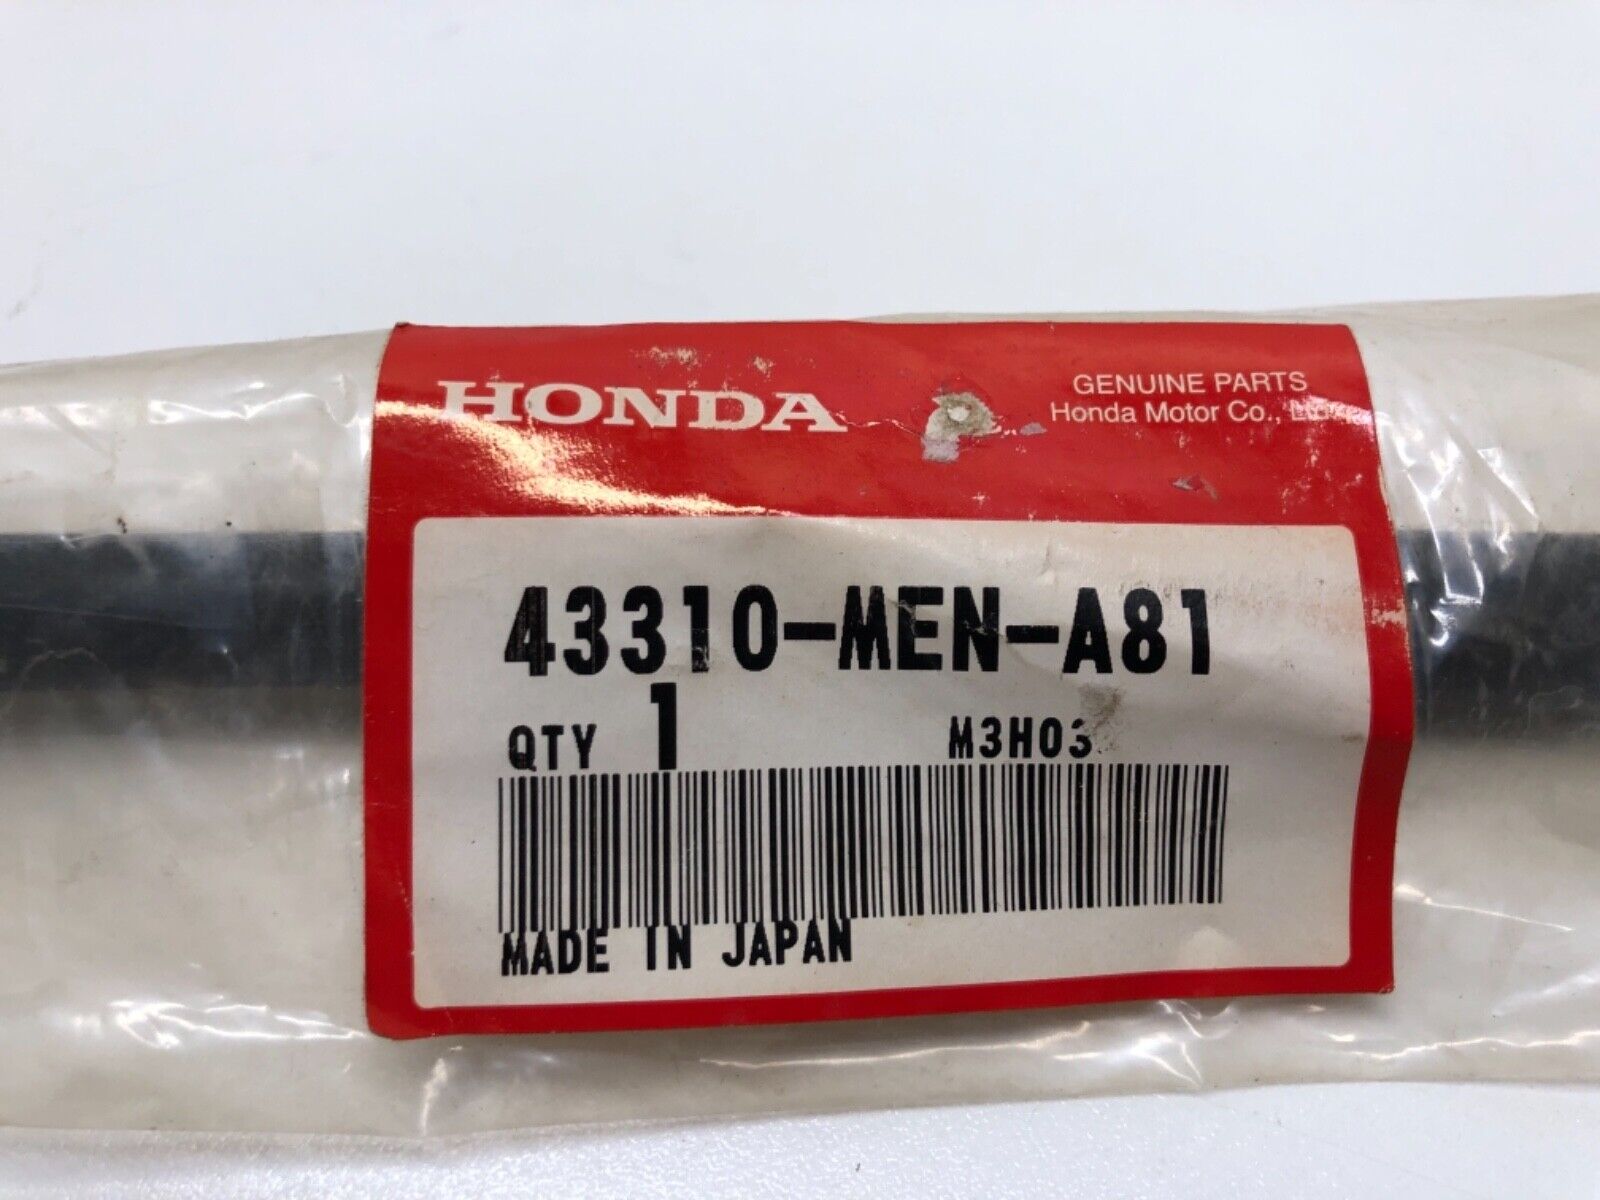 HONDA
GENUINE PARTS
Honda Motor Co.,
43310-MEN-A81
QTY 1 M3H03
MADE IN JAPAN